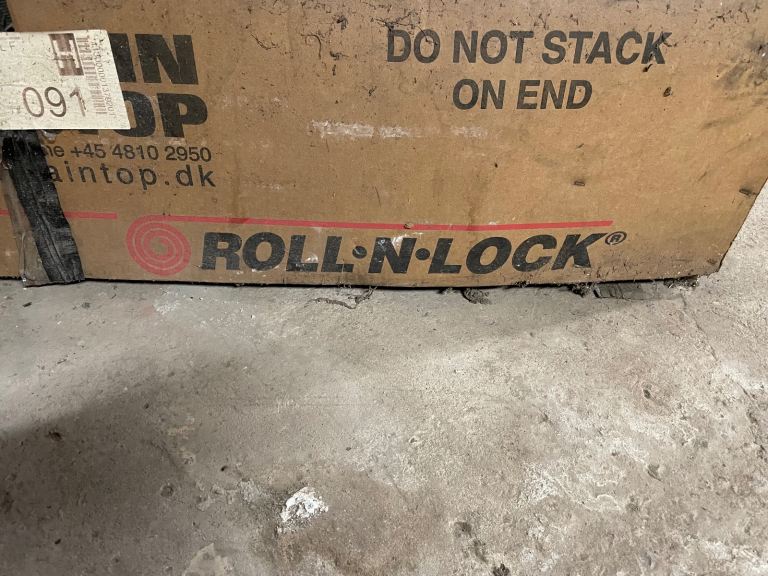 091
IN
OP
DO NOT STACK
ON END
+45 4810 2950
aintop.dk
ROLL·N·LOCK®